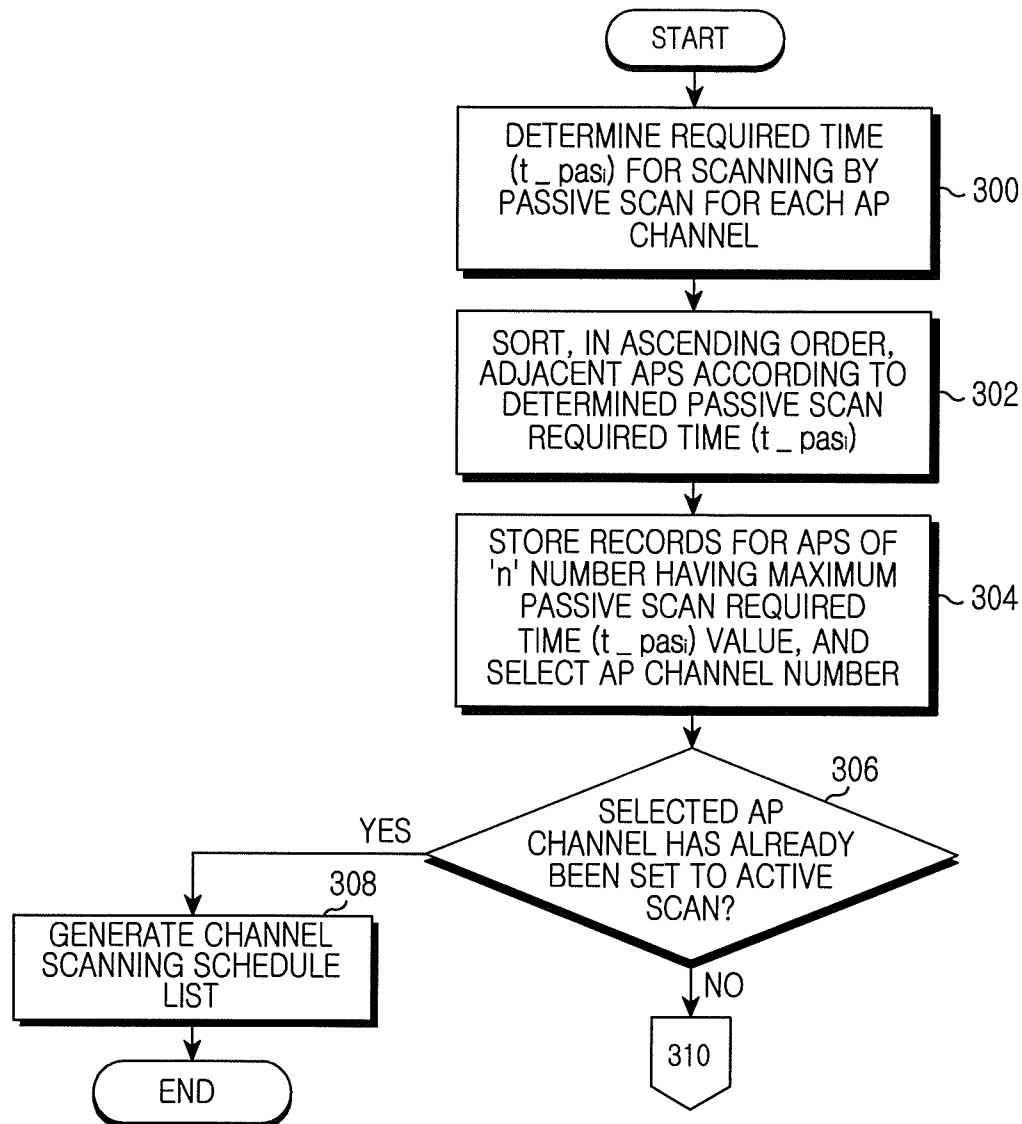 START
DETERMINE REQUIRED TIME
(t_pasᵢ) FOR SCANNING BY
PASSIVE SCAN FOR EACH AP
CHANNEL
300
SORT, IN ASCENDING ORDER,
ADJACENT APS ACCORDING TO
DETERMINED PASSIVE SCAN
REQUIRED TIME (t_pasᵢ)
302
STORE RECORDS FOR APS OF
'n' NUMBER HAVING MAXIMUM
PASSIVE SCAN REQUIRED
TIME (t_pasᵢ) VALUE, AND
SELECT AP CHANNEL NUMBER
304
306
SELECTED AP
CHANNEL HAS ALREADY
BEEN SET TO ACTIVE
SCAN?
YES
308
GENERATE CHANNEL
SCANNING SCHEDULE
LIST
END
NO
310